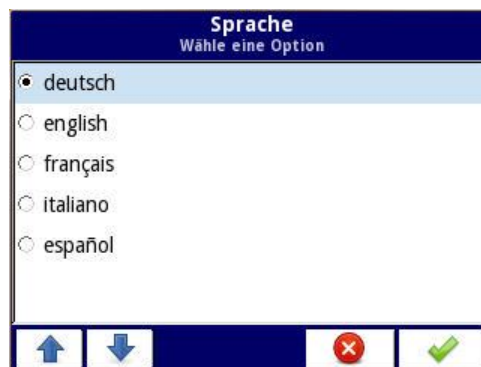 Sprache
Wähle eine Option
deutsch
english
français
italiano
español